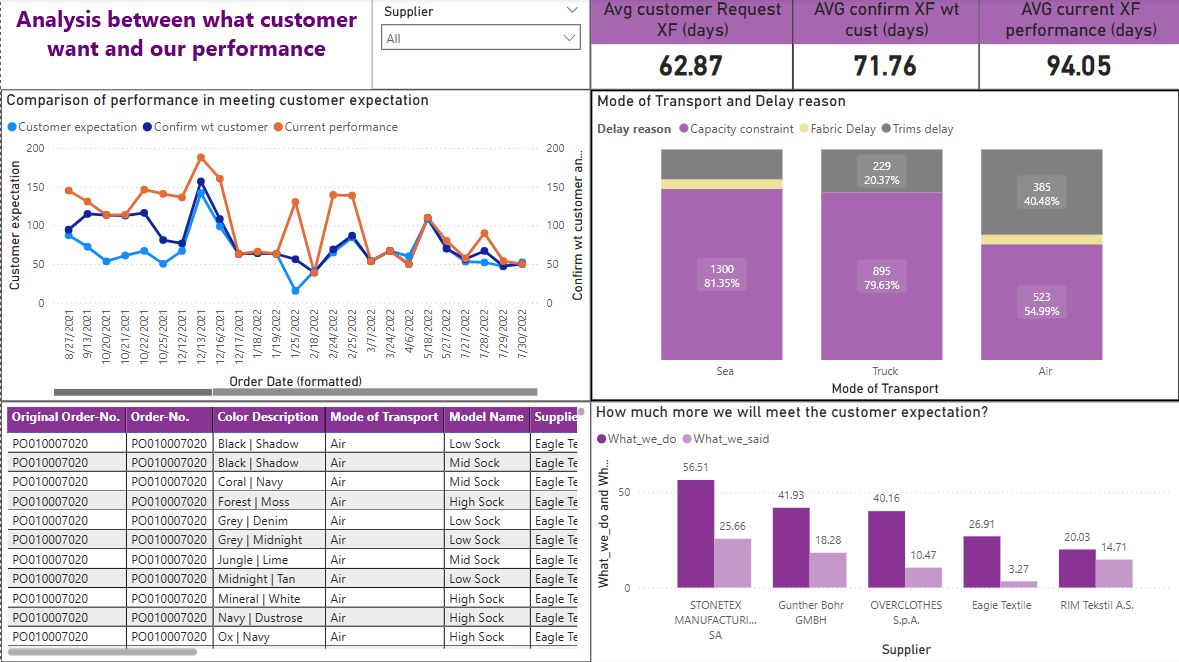 Analysis between what customer
want and our performance
Supplier
All
Avg customer Request
XF (days)
62.87
AVG confirm XF wt
cust (days)
71.76
AVG current XF
performance (days)
94.05
Comparison of performance in meeting customer expectation
Customer expectation Confirm wt customer Current performance
Customer expectation
200
150
100
50
0
200
150
100
50
0
Confirm wt customer an...
8/27/2021
9/13/2021
10/20/2021
10/21/2021
10/22/2021
10/25/2021
12/12/2021
12/13/2021
12/16/2021
12/17/2021
1/18/2022
1/19/2022
1/25/2022
2/18/2022
2/24/2022
2/25/2022
3/7/2022
3/24/2022
4/6/2022
5/18/2022
5/27/2022
7/27/2022
7/28/2022
7/29/2022
7/30/2022
Order Date (formatted)
Mode of Transport and Delay reason
Delay reason Capacity constraint Fabric Delay Trims delay
1300
81.35%
229
20.37%
895
79.63%
385
40.48%
523
54.99%
Sea Truck Air
Mode of Transport
Original Order-No. Order-No. Color Description Mode of Transport Model Name Supplie
PO010007020 PO010007020 Black | Shadow Air Low Sock Eagle Te
PO010007020 PO010007020 Black | Shadow Air Mid Sock Eagle Te
PO010007020 PO010007020 Coral | Navy Air Mid Sock Eagle Te
PO010007020 PO010007020 Forest | Moss Air High Sock Eagle Te
PO010007020 PO010007020 Grey | Denim Air Low Sock Eagle Te
PO010007020 PO010007020 Grey | Midnight Air Low Sock Eagle Te
PO010007020 PO010007020 Jungle | Lime Air Mid Sock Eagle Te
PO010007020 PO010007020 Midnight | Tan Air Low Sock Eagle Te
PO010007020 PO010007020 Mineral | White Air High Sock Eagle Te
PO010007020 PO010007020 Navy | Dustrose Air High Sock Eagle Te
PO010007020 PO010007020 Ox | Navy Air High Sock Eagle Te
How much more we will meet the customer expectation?
What_we_do What_we_said
What_we_do and Wh...
50
0
56.51
25.66
41.93
18.28
40.16
10.47
26.91
3.27
20.03
14.71
STONETEX
MANUFACTURI...
SA
Gunther Bohr
GMBH
OVERCLOTHES
S.p.A.
Eagle Textile
RIM Tekstil A.S.
Supplier